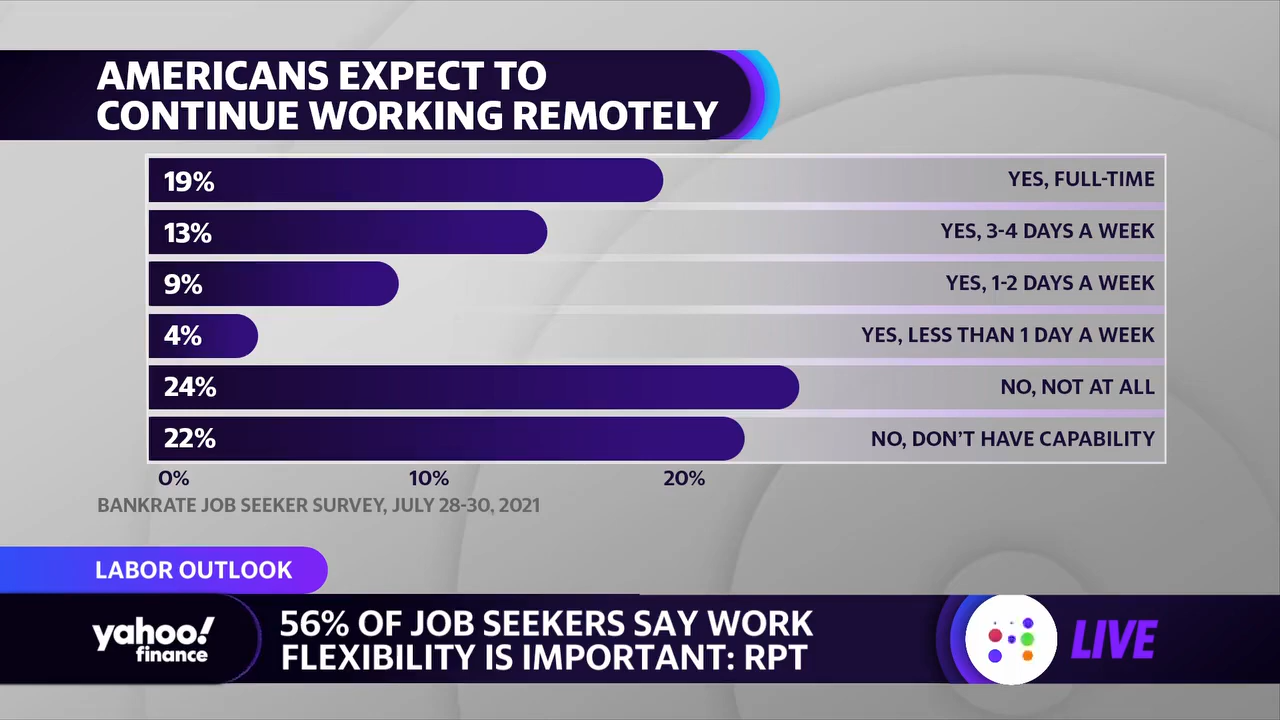 AMERICANS EXPECT TO
CONTINUE WORKING REMOTELY
19% YES, FULL-TIME
13% YES, 3-4 DAYS A WEEK
9% YES, 1-2 DAYS A WEEK
4% YES, LESS THAN 1 DAY A WEEK
24% NO, NOT AT ALL
22% NO, DON'T HAVE CAPABILITY
0% 10% 20%
BANKRATE JOB SEEKER SURVEY, JULY 28-30, 2021
LABOR OUTLOOK
yahoo!
finance
56% OF JOB SEEKERS SAY WORK
FLEXIBILITY IS IMPORTANT: RPT
LIVE